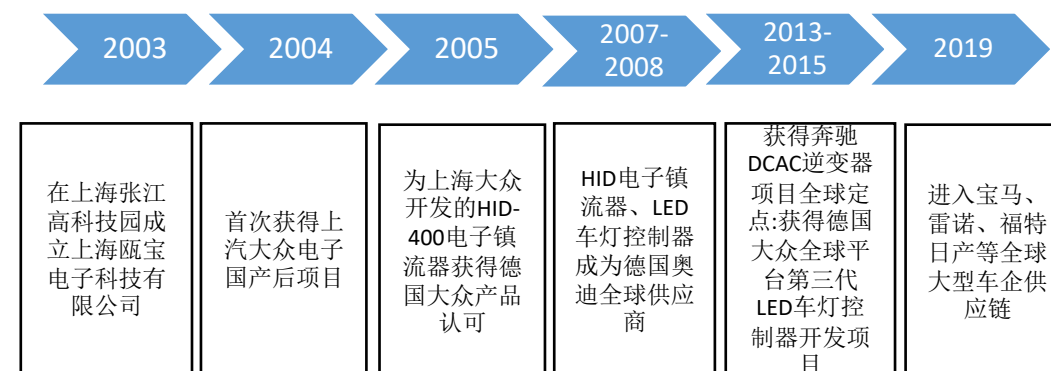 2003
2004
2005
2007-
2008
2013-
2015
2019
在上海张江
高科技园成
立上海瓯宝
电子科技有
限公司
首次获得上
汽大众电子
国产后项目
为上海大众
开发的HID-
400电子镇
流器获得德
国大众产品
认可
HID电子镇
流器、LED
车灯控制器
成为德国奥
迪全球供应
商
获得奔驰
DCAC逆变器
项目全球定
点:获得德国
大众全球平
台第三代
LED车灯控
制器开发项
目
进入宝马、
雷诺、福特
日产等全球
大型车企供
应链